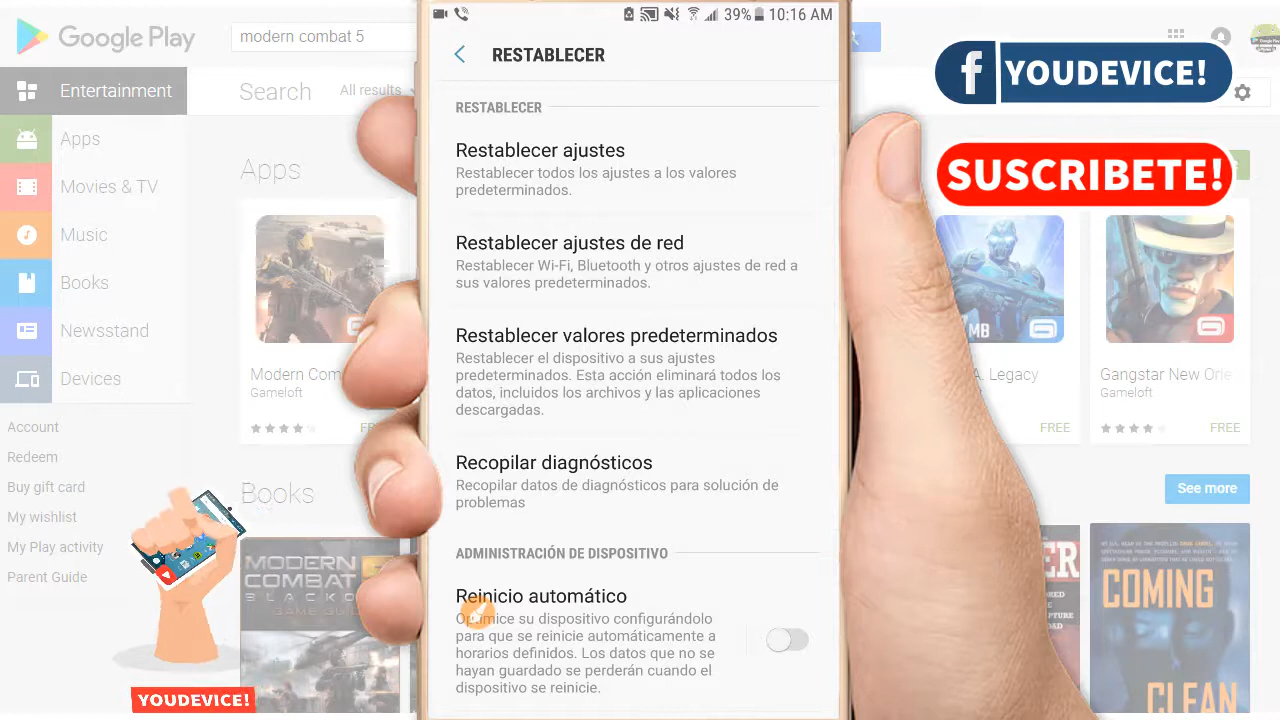 Google Play
modern combat 5
Entertainment
Search
All results
Apps
Movies & TV
Music
Books
Newsstand
Devices
Account
Redeem
Buy gift card
My wishlist
My Play activity
Parent Guide
YOUDEVICE!
Apps
Modern Com
Gameloft
FR
Books
MODERN
COMBAT
BLACKO
GAME GUID
39% 10:16 AM
RESTABLECER
RESTABLECER
Restablecer ajustes
Restablecer todos los ajustes a los valores
predeterminados.
Restablecer ajustes de red
Restablecer Wi-Fi, Bluetooth y otros ajustes de red a
sus valores predeterminados.
Restablecer valores predeterminados
Restablecer el dispositivo a sus ajustes
predeterminados. Esta acción eliminará todos los
datos, incluidos los archivos y las aplicaciones
descargadas.
Recopilar diagnósticos
Recopilar datos de diagnósticos para solución de
problemas
ADMINISTRACIÓN DE DISPOSITIVO
Reinicio automático
Optimice su dispositivo configurándolo
para que se reinicie automáticamente a
horarios definidos. Los datos que no se
hayan guardado se perderán cuando el
dispositivo se reinicie.
f YOUDEVICE!
SUSCRIBETE!
MB
A. Legacy
FREE
Gangstar New Orle
Gameloft
FREE
See more
COMING
CLEAN